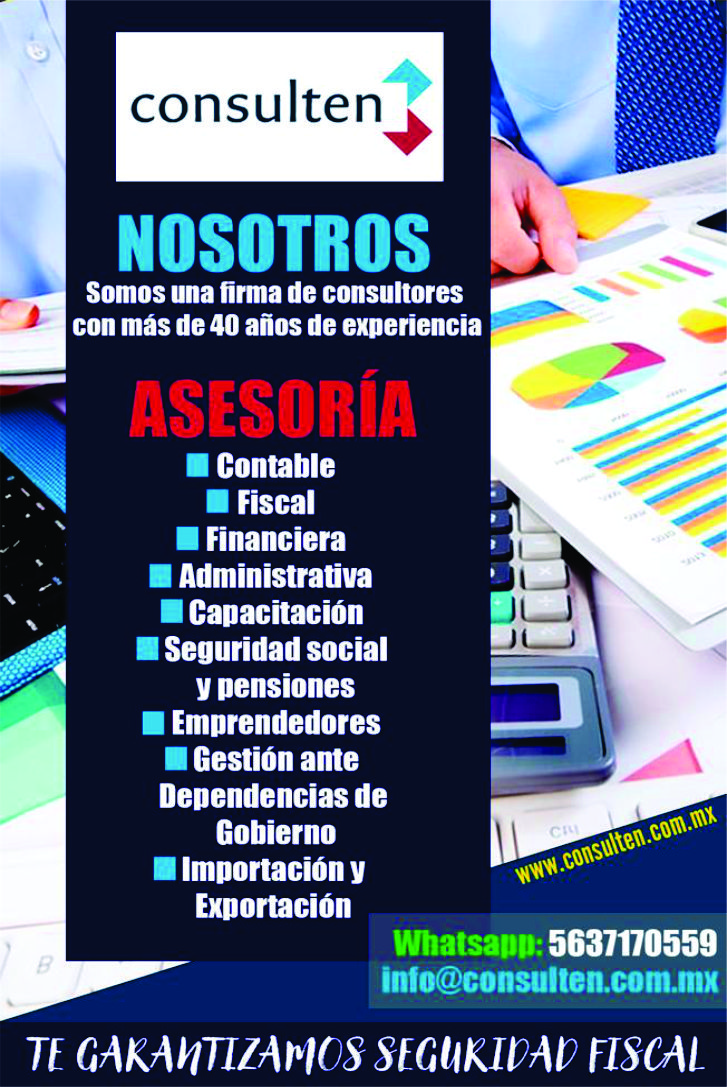 consulten
NOSOTROS
Somos una firma de consultores
con más de 40 años de experiencia
ASESORÍA
Contable
Fiscal
Financiera
Administrativa
Capacitación
Seguridad social
y pensiones
Emprendedores
Gestión ante
Dependencias de
Gobierno
Importación y
Exportación
www.consulten.com.mx
Whatsapp: 5637170559
info@consulten.com.mx
TE GARANTIZAMOS SEGURIDAD FISCAL